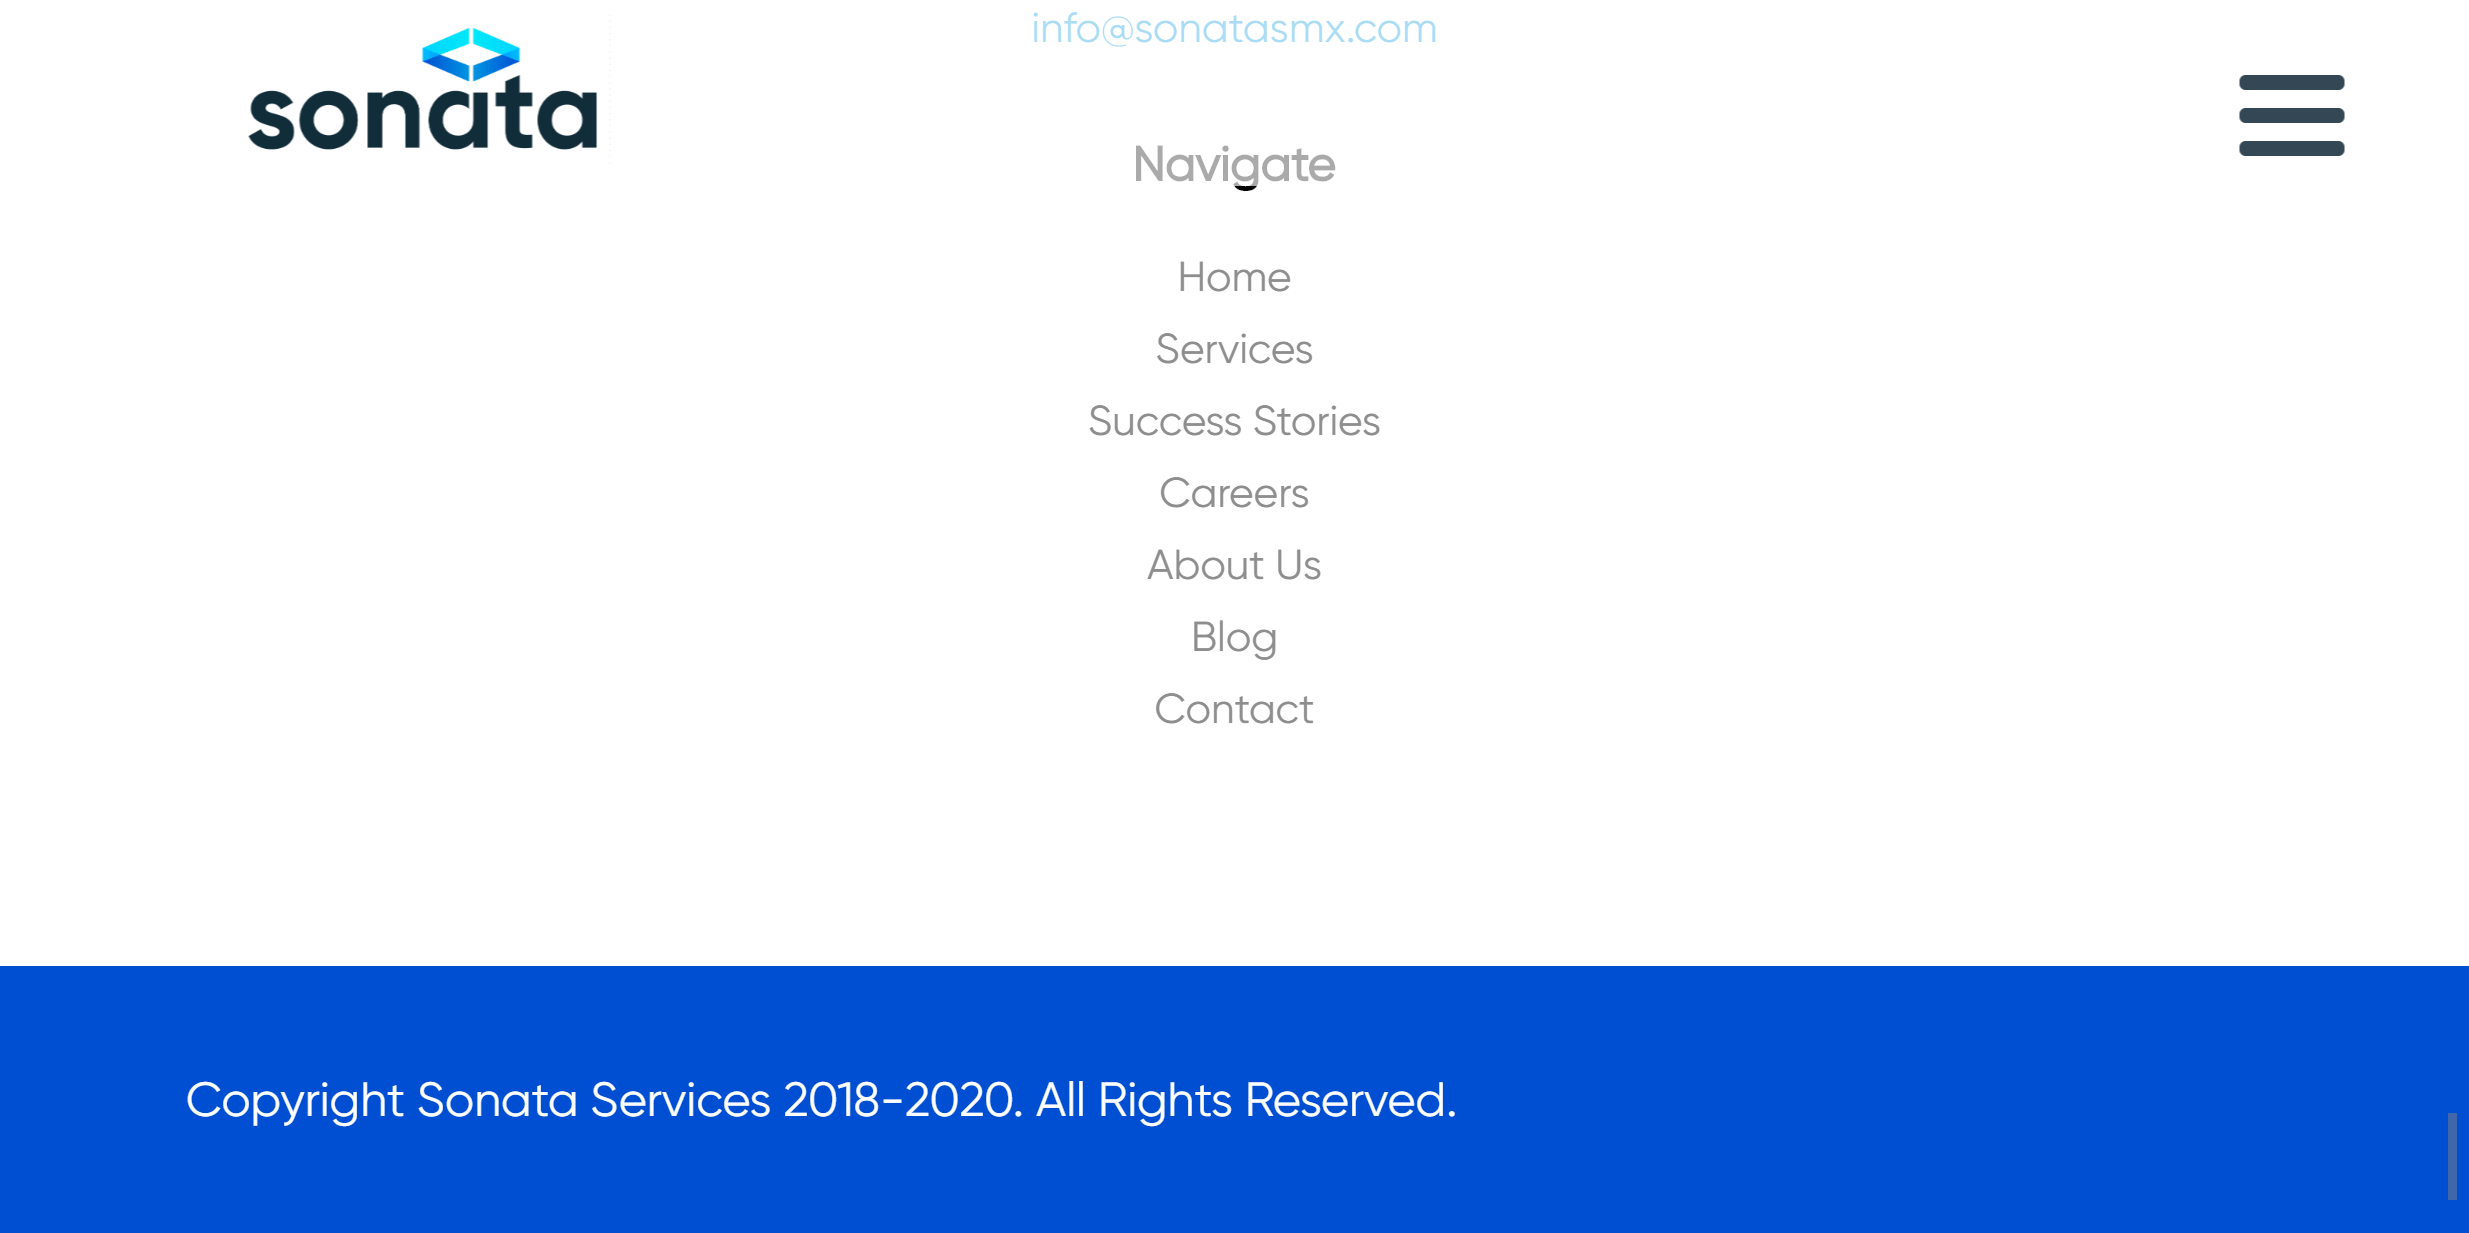 info@sonatasmx.com
sonata
Navigate
Home
Services
Success Stories
Careers
About Us
Blog
Contact
Copyright Sonata Services 2018-2020. All Rights Reserved.